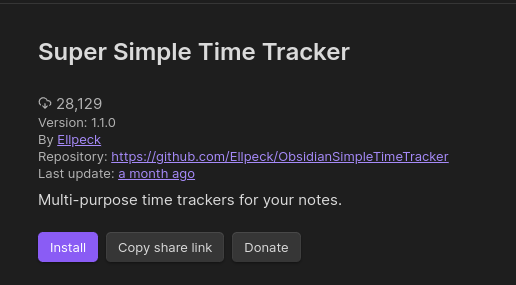 Super Simple Time Tracker
28,129
Version: 1.1.0
By Ellpeck
Repository: https://github.com/Ellpeck/ObsidianSimpleTimeTracker
Last update: a month ago
Multi-purpose time trackers for your notes.
Install Copy share link Donate